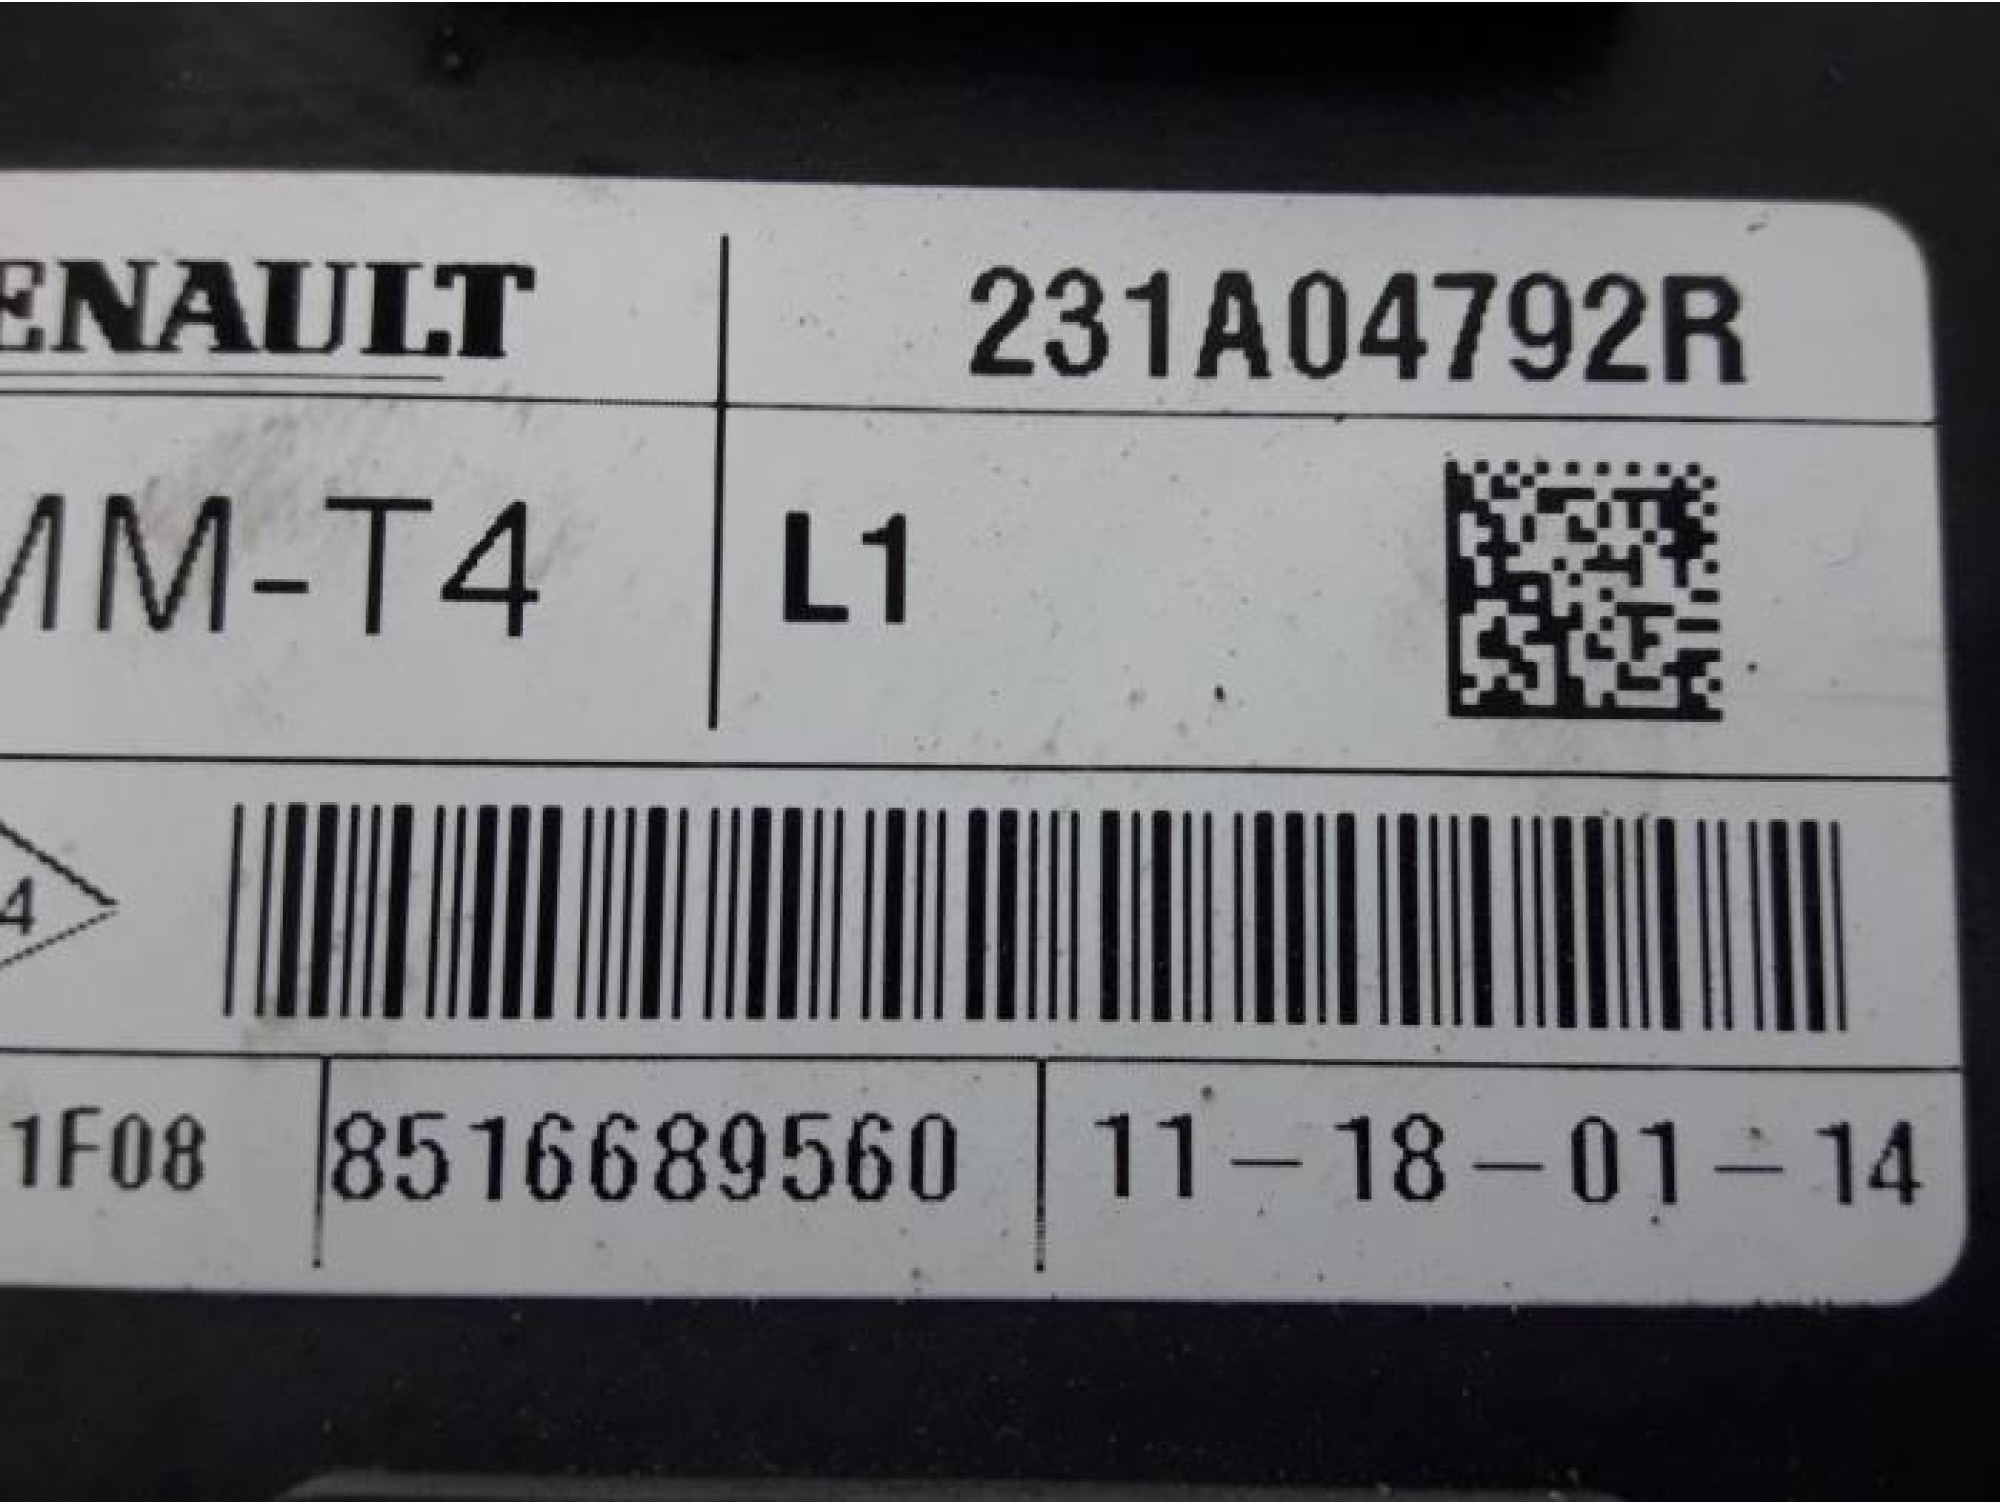 ENAULT 231A04792R
MM-T4 L1
4
1F08 8516689560 11-18-01-14